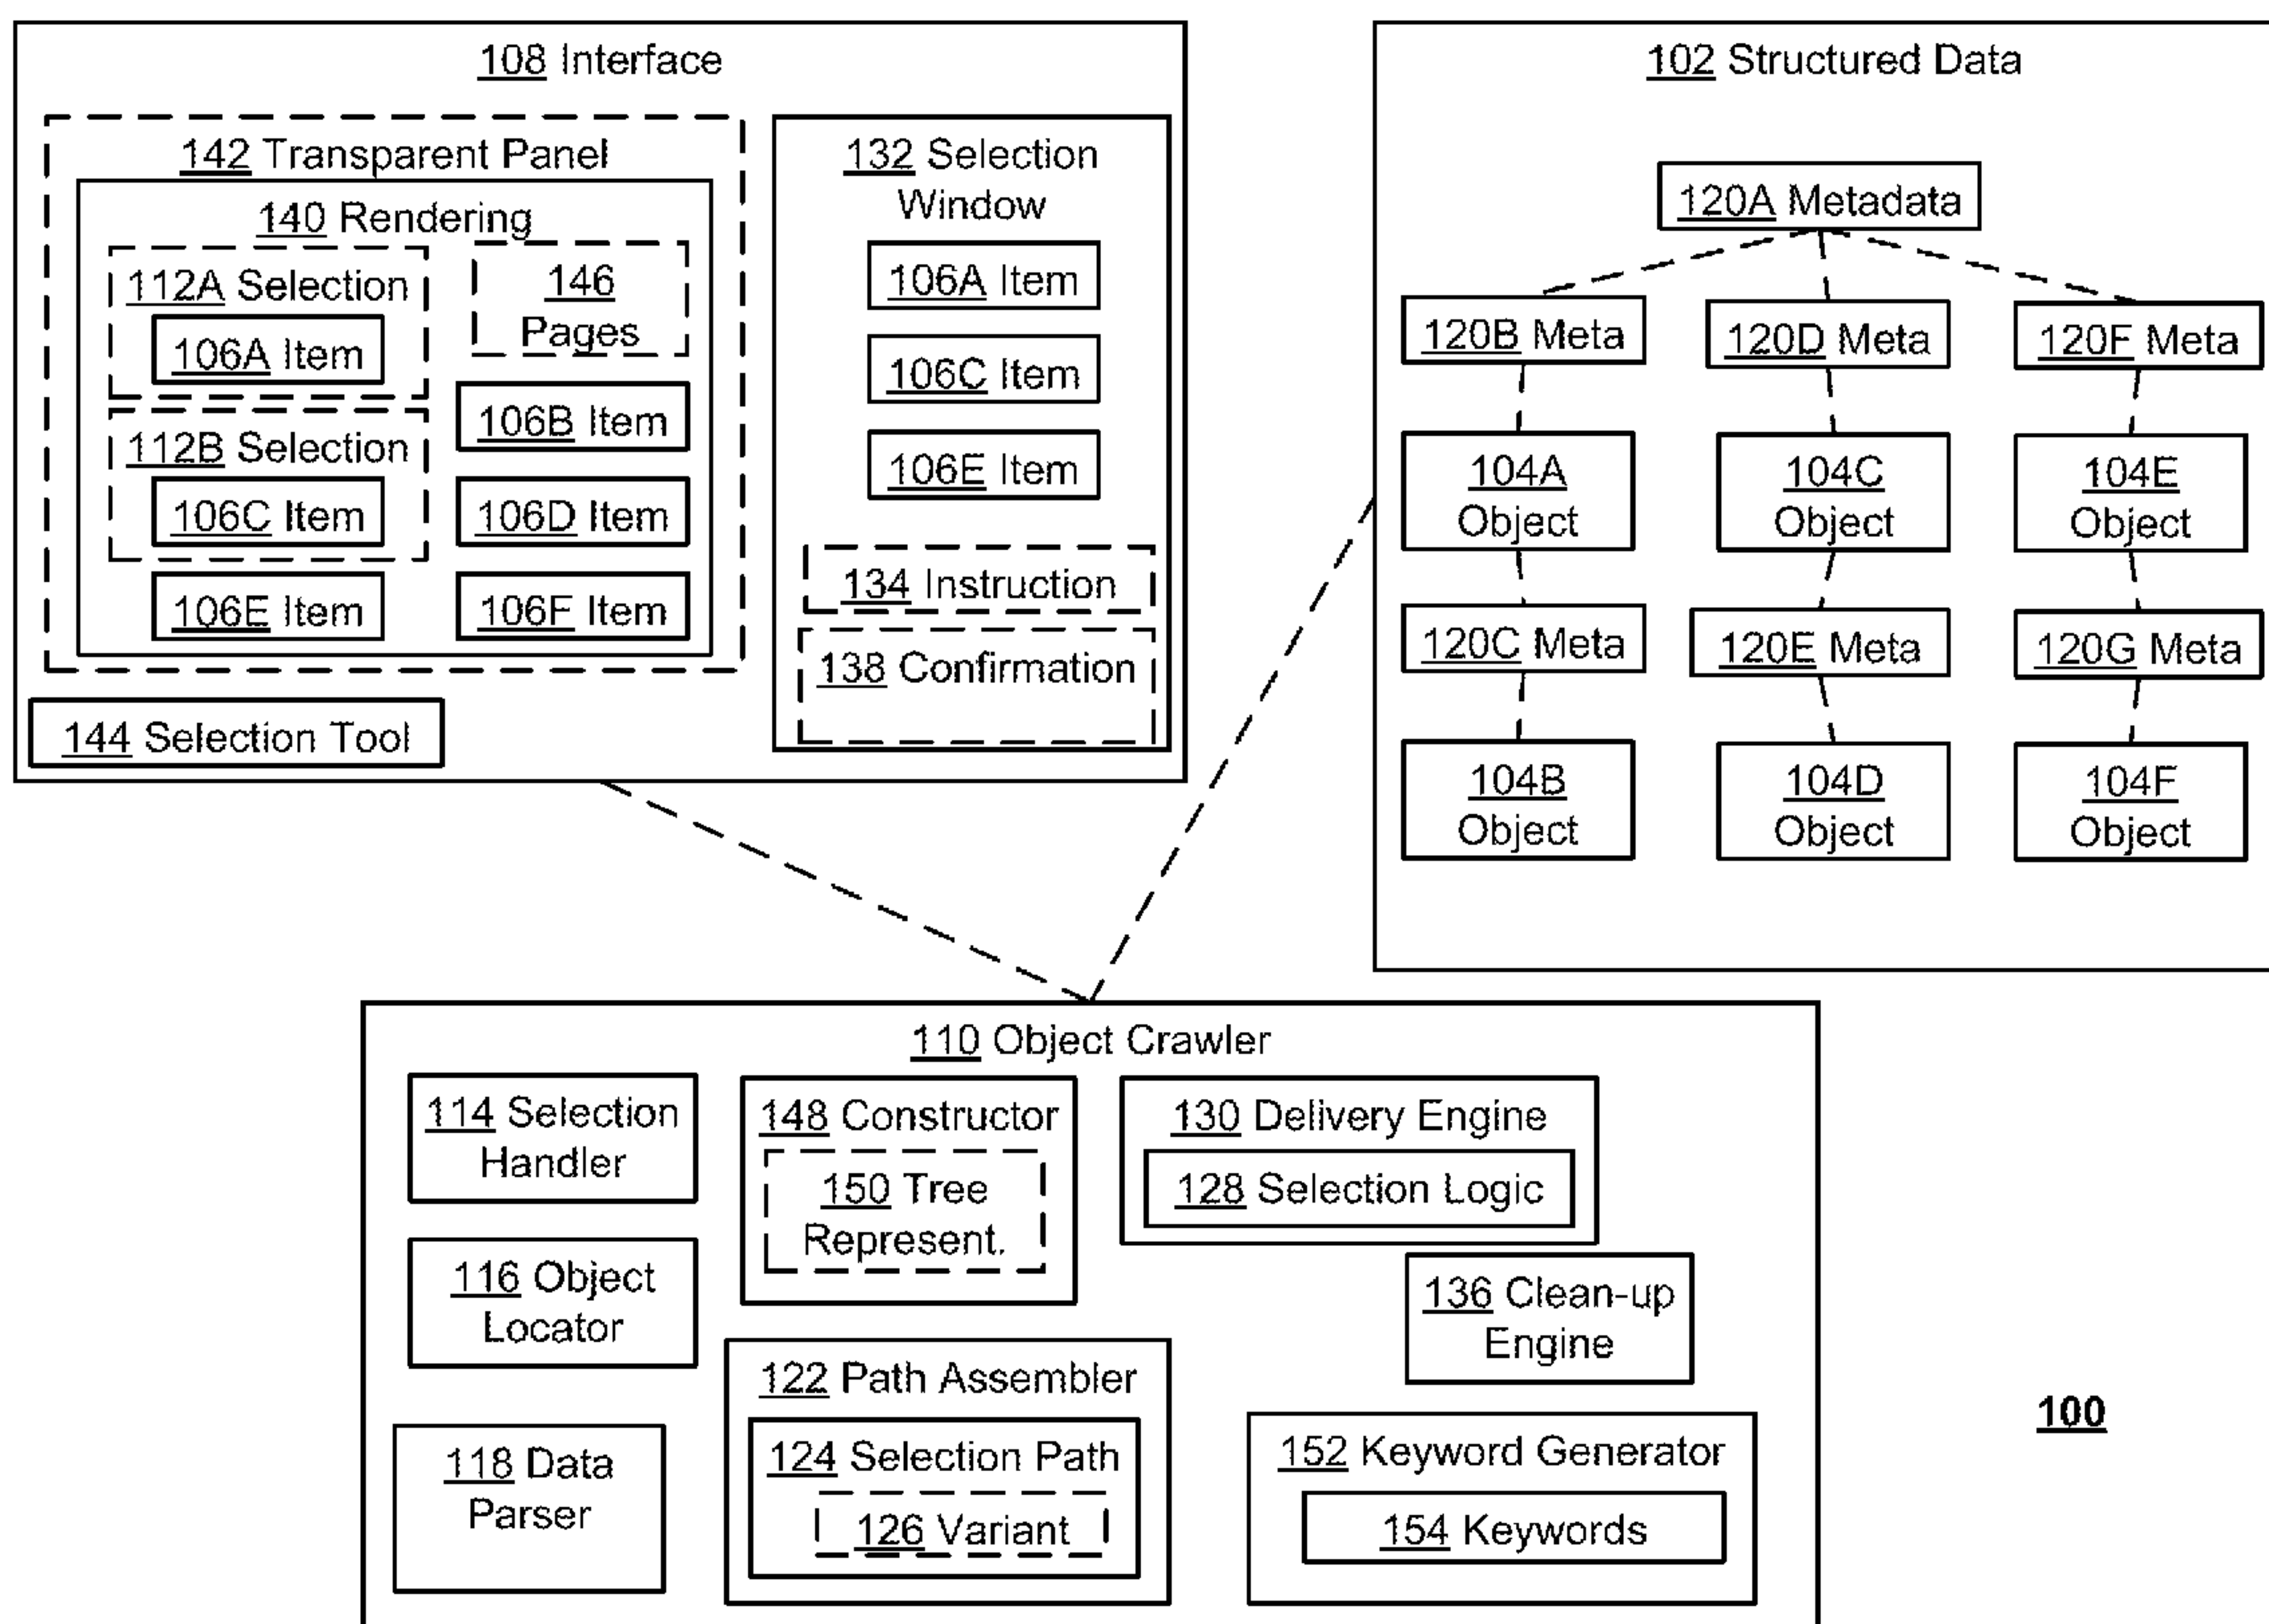 108 Interface
142 Transparent Panel
140 Rendering
112A Selection
106A Item
112B Selection
106C Item
106E Item
146
Pages
106B Item
106D Item
106F Item
144 Selection Tool
132 Selection
Window
106A Item
106C Item
106E Item
134 Instruction
138 Confirmation
102 Structured Data
120A Metadata
120B Meta
120D Meta
120F Meta
104A
Object
104C
Object
104E
Object
120C Meta
120E Meta
120G Meta
104B
Object
104D
Object
104F
Object
110 Object Crawler
114 Selection
Handler
116 Object
Locator
118 Data
Parser
148 Constructor
150 Tree
Represent.
122 Path Assembler
124 Selection Path
126 Variant
130 Delivery Engine
128 Selection Logic
136 Clean-up
Engine
152 Keyword Generator
154 Keywords
100